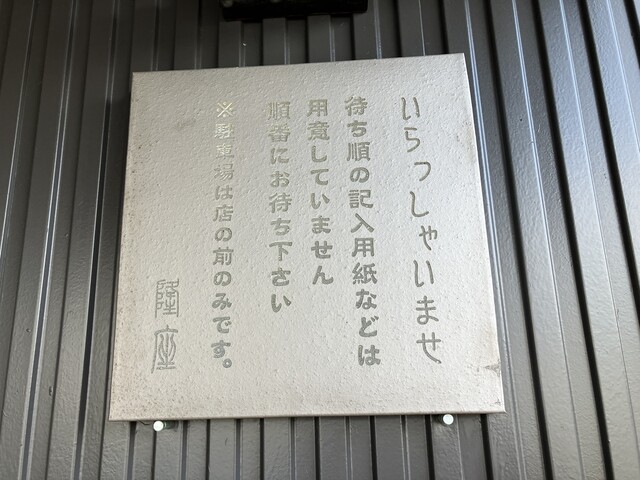 いらっしゃいませ
待ち順の記入用紙などは
用意していません
順番にお待ち下さい
※駐車場は店の前のみです。
隆座